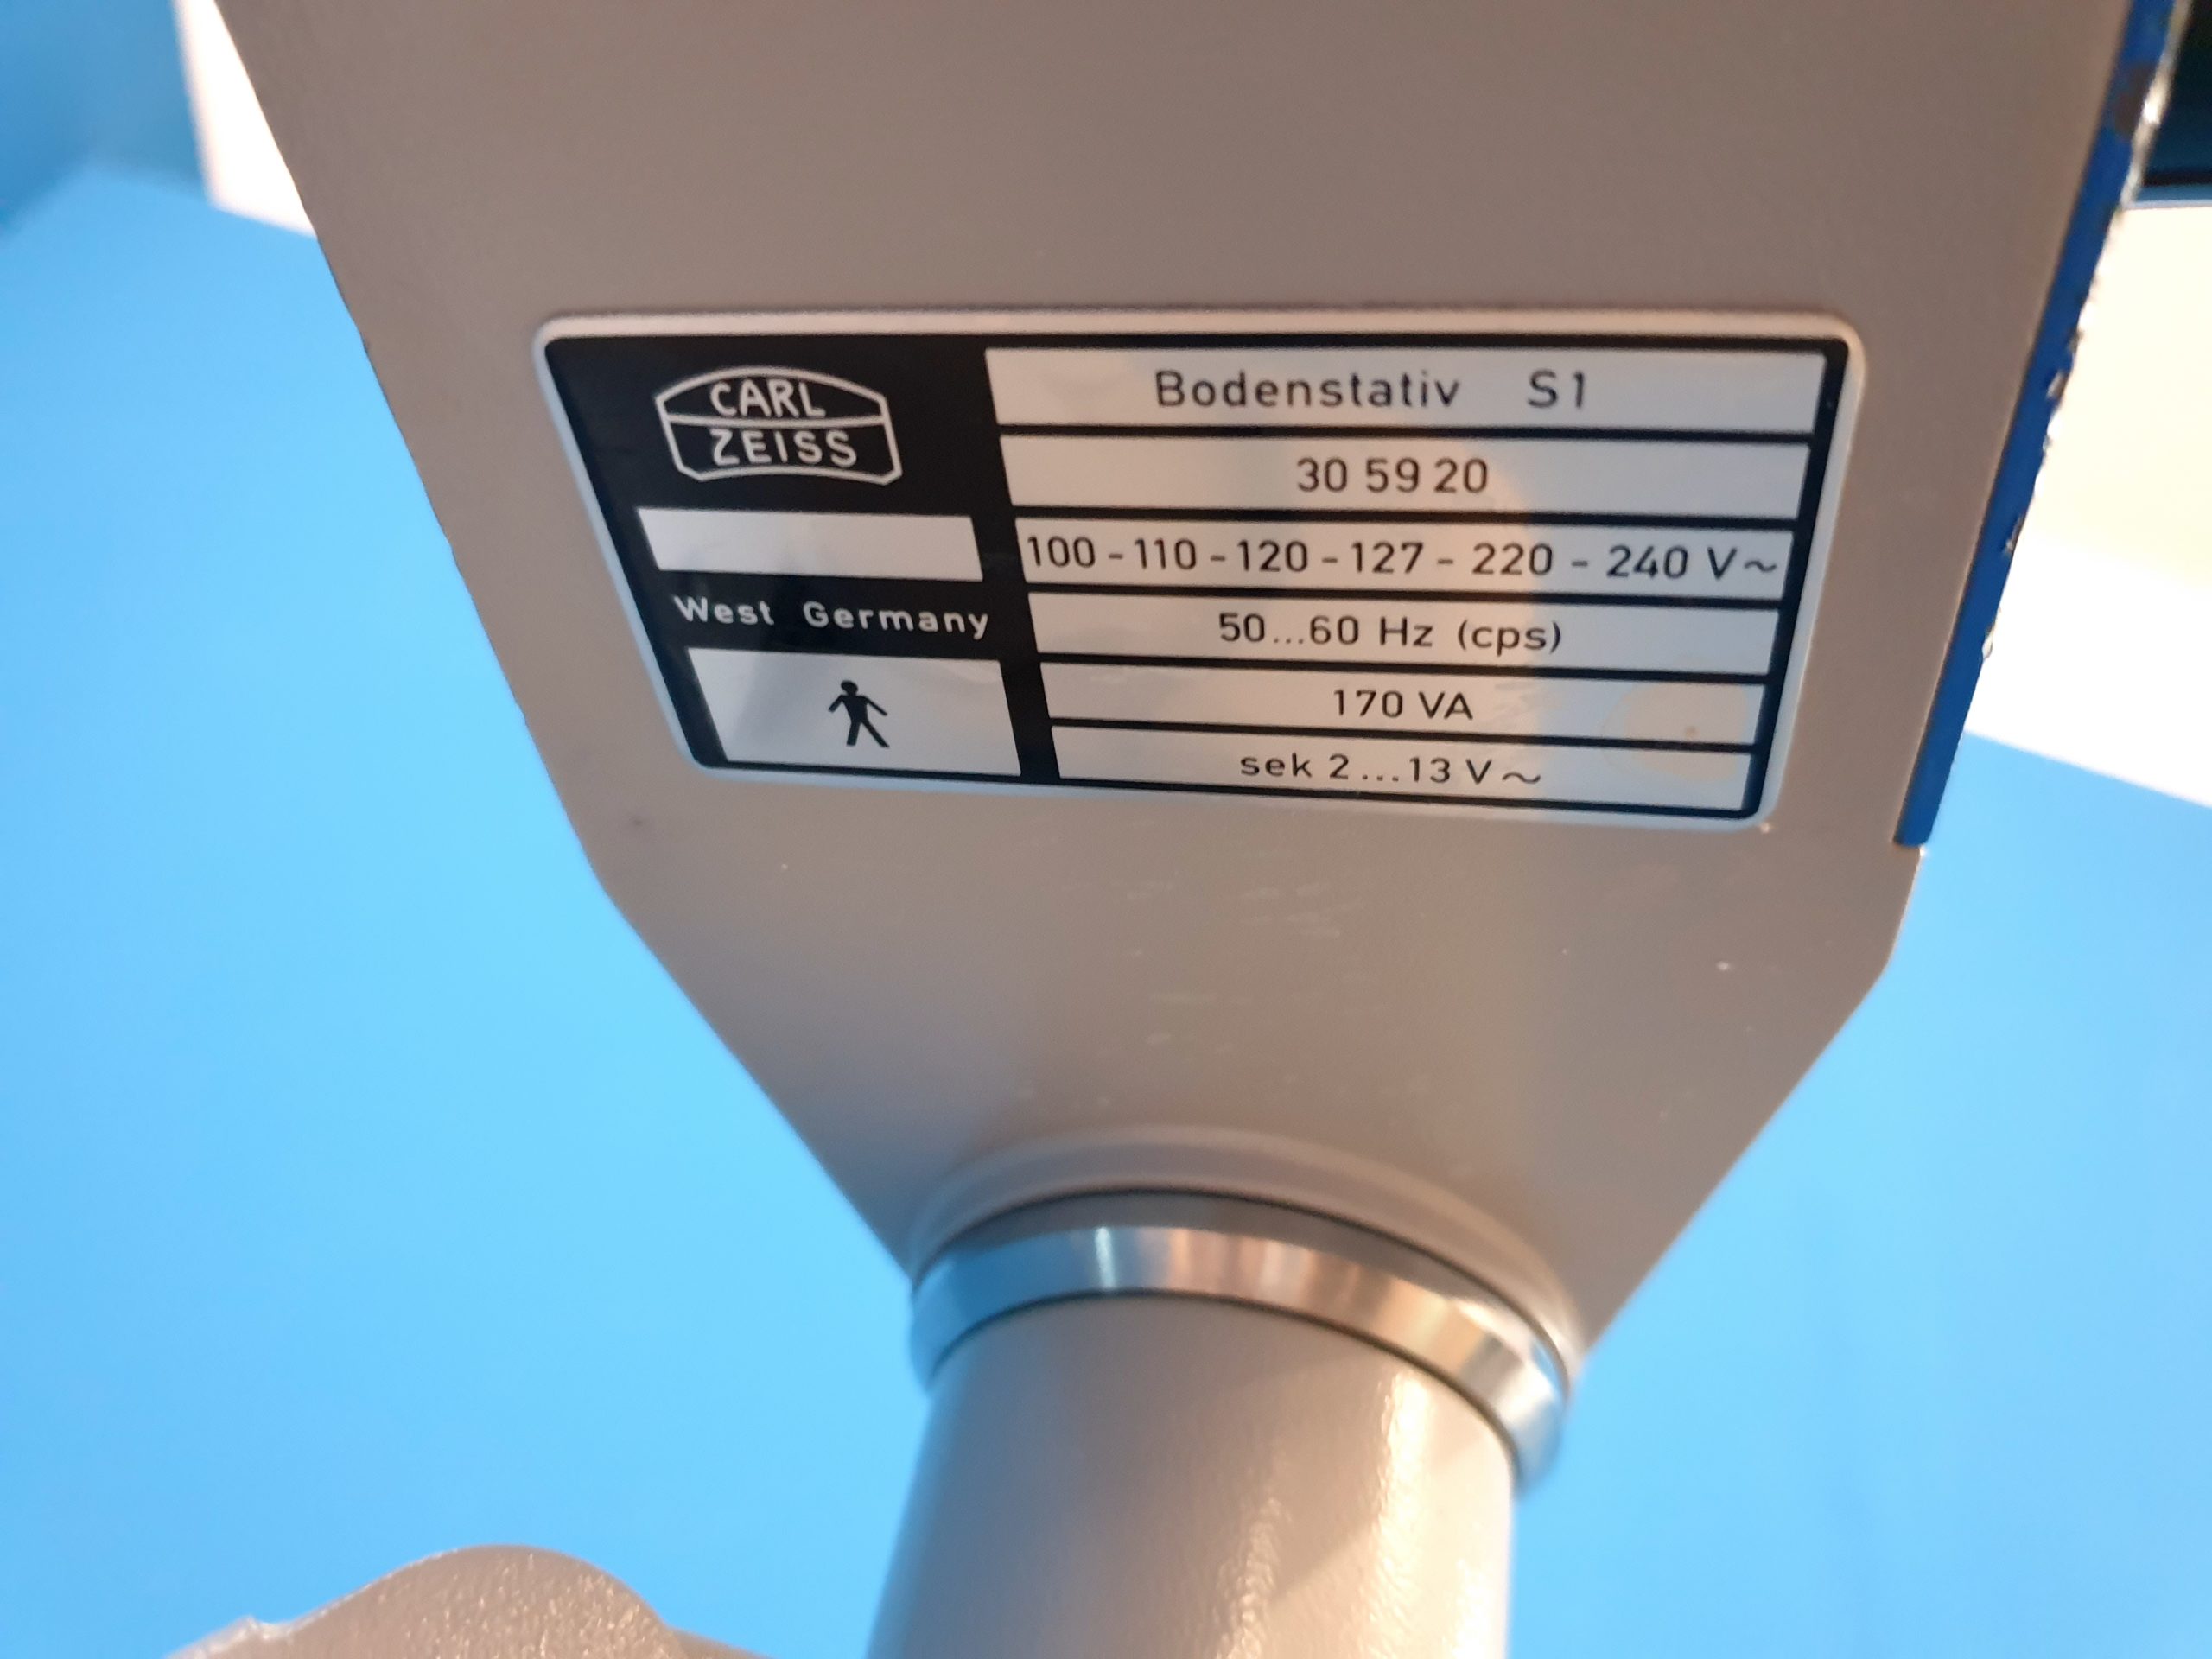 CARL
ZEISS
West Germany
Bodenstativ S1
30 59 20
100 - 110 - 120 - 127 - 220 - 240 V~
50...60 Hz (cps)
170 VA
sek 2...13 V~